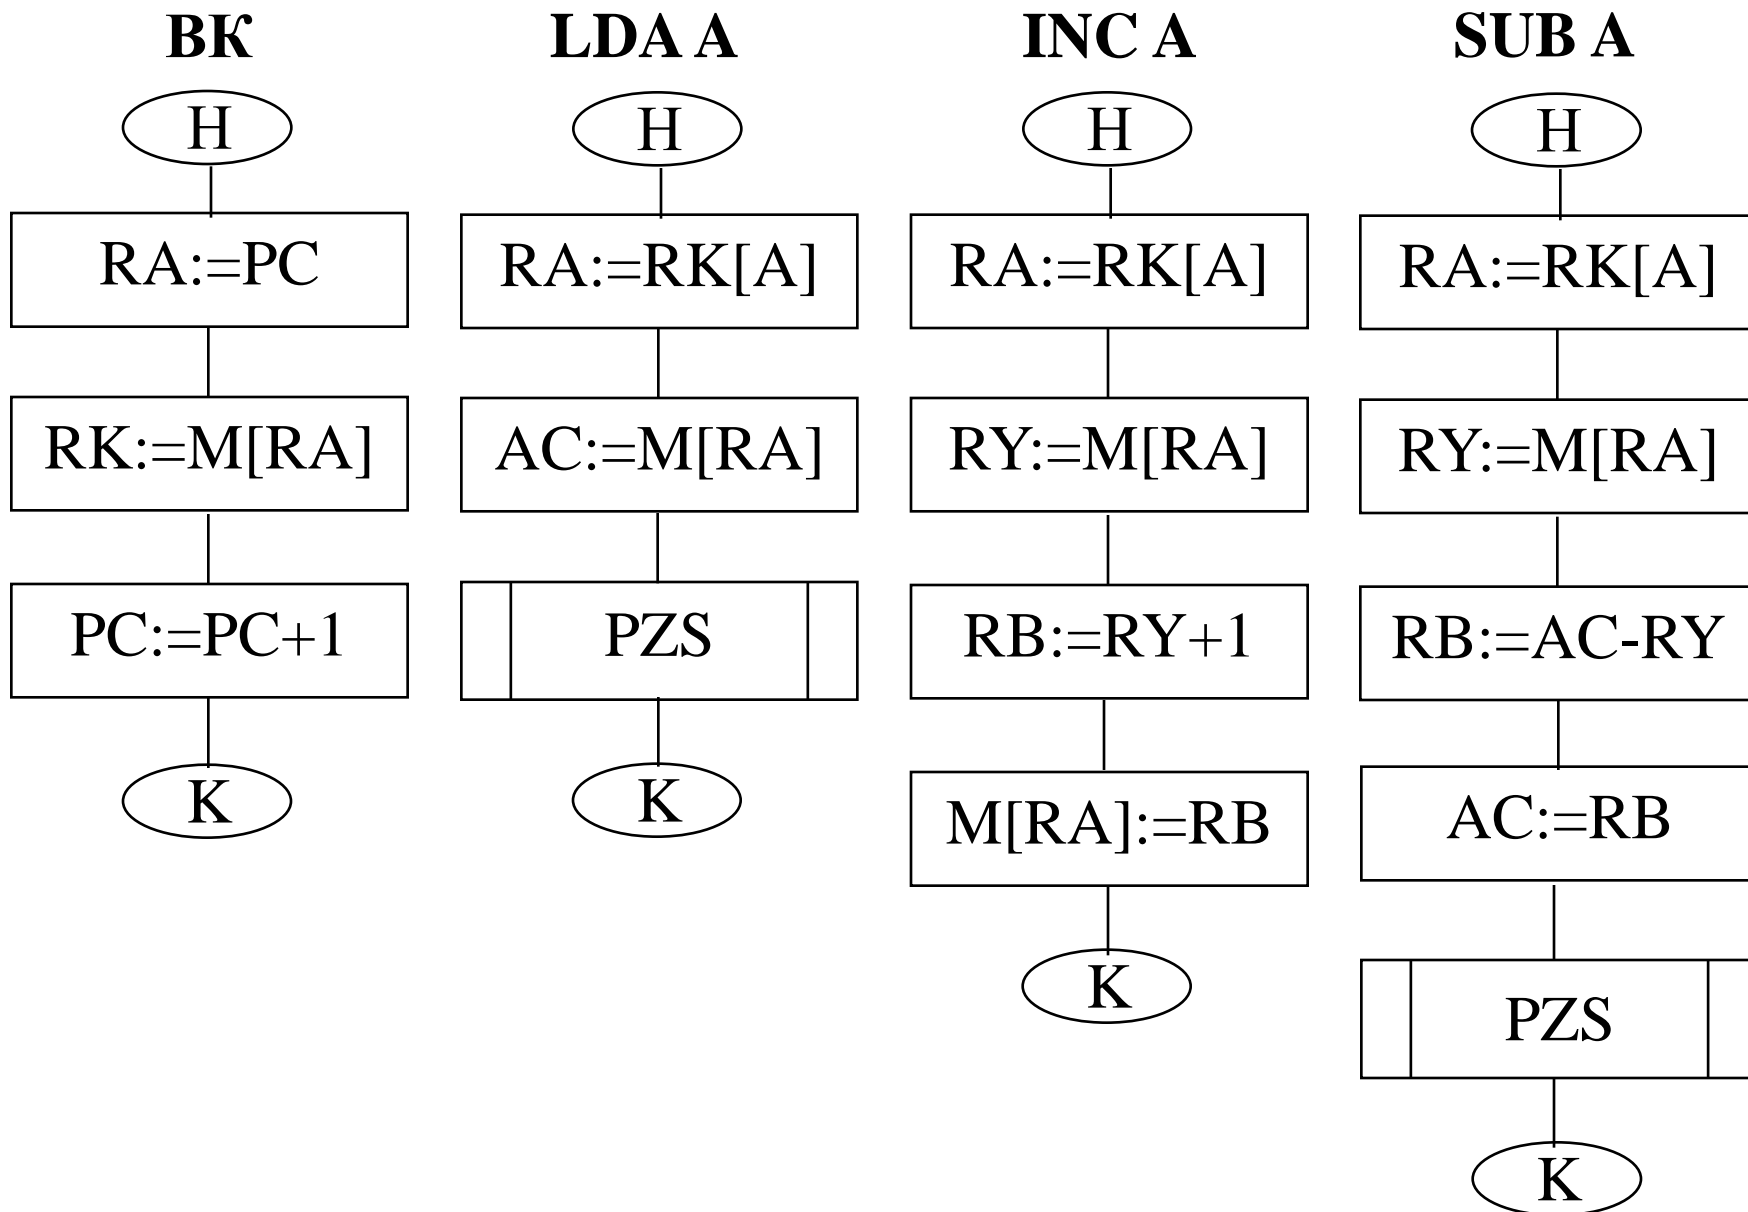 ВК
Н
RA:=PC
RK:=M[RA]
PC:=PC+1
К
LDA A
Н
RA:=RK[A]
AC:=M[RA]
PZS
К
INC A
Н
RA:=RK[A]
RY:=M[RA]
RB:=RY+1
M[RA]:=RB
К
SUB A
Н
RA:=RK[A]
RY:=M[RA]
RB:=AC-RY
AC:=RB
PZS
К